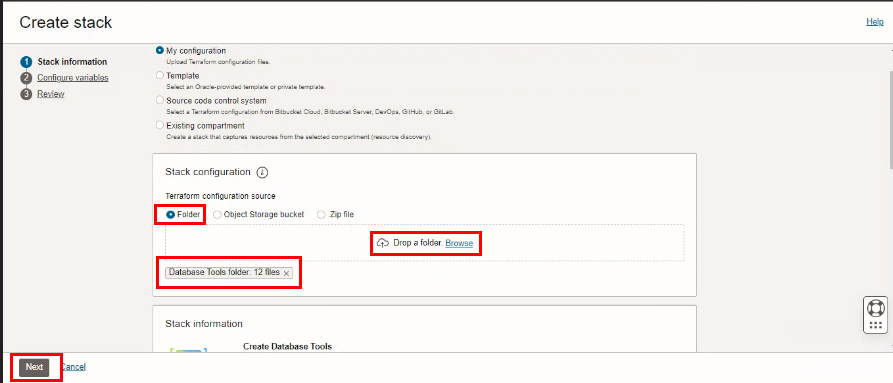 Create stack
Help
1 Stack information
2 Configure variables
3 Review
My configuration
Upload Terraform configuration files.
Template
Select an Oracle-provided template or private template.
Source code control system
Select a Terraform configuration from Bitbucket Cloud, Bitbucket Server, DevOps, GitHub, or GitLab.
Existing compartment
Create a stack that captures resources from the selected compartment (resource discovery).
Stack configuration i
Terraform configuration source
Folder Object Storage bucket .Zip file
Drop a folder. Browse
Database Tools folder: 12 files ×
Stack information
Create Database Tools
Next Cancel